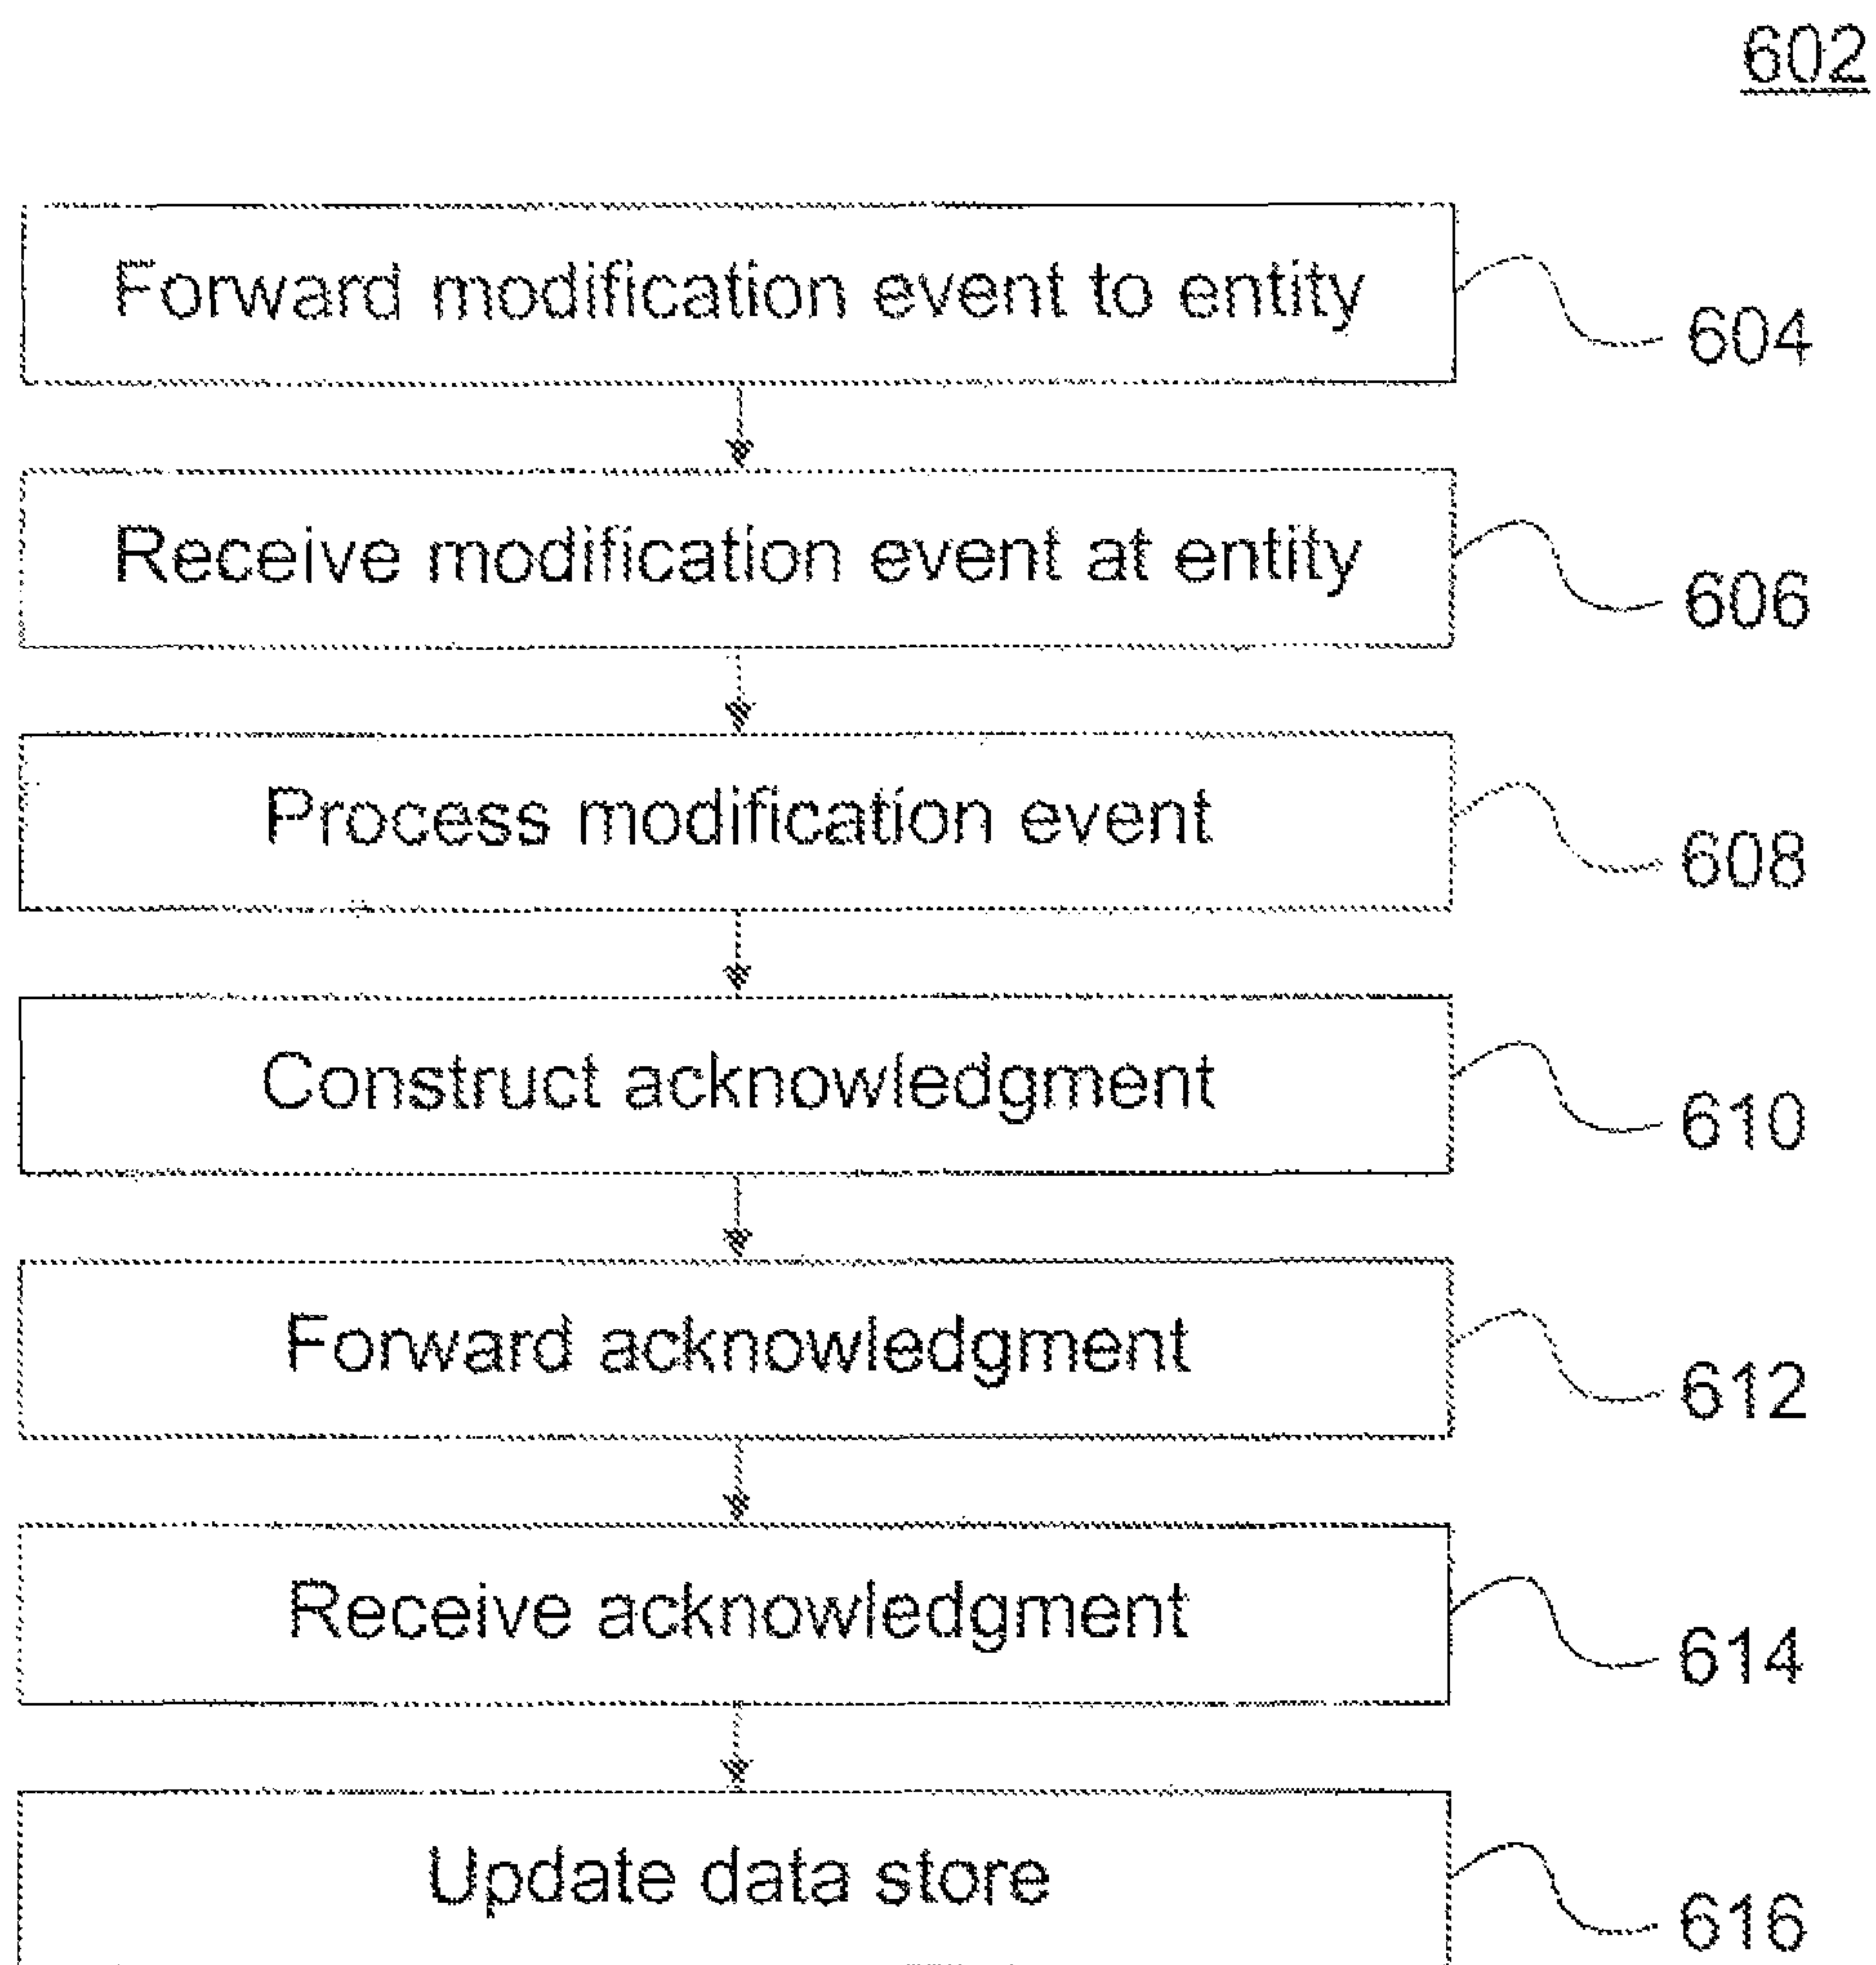 602
Forward modification event to entity
604
Receive modification event at entity
606
Process modification event
608
Construct acknowledgment
610
Forward acknowledgment
612
Receive acknowledgment
614
Update data store
616